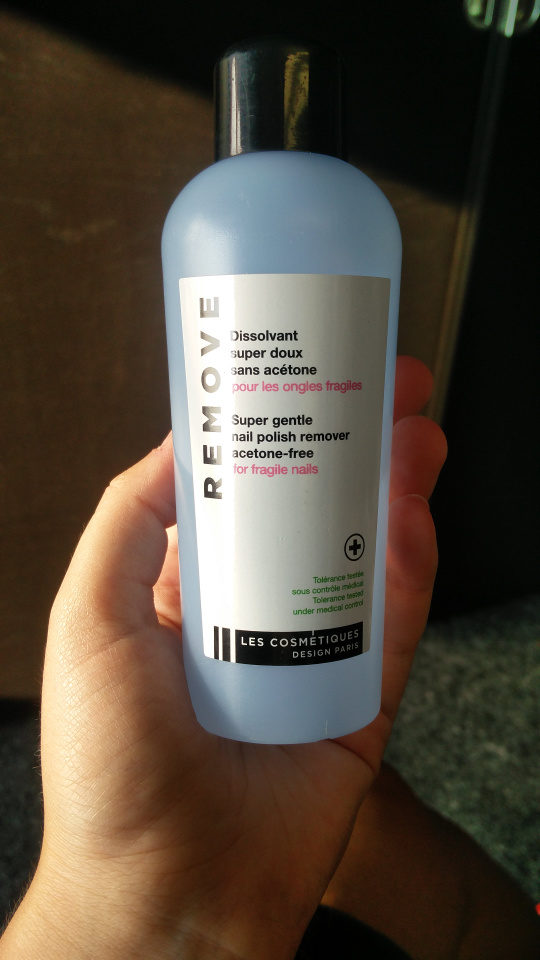 REMOVE
Dissolvant
super doux
sans acétone
pour les ongles fragiles
Super gentle
nail polish remover
acetone-free
for fragile nails
Tolérance testée
sous contrôle médical
Tolerance tested
under medical control
LES COSMÉTIQUES
DESIGN PARIS